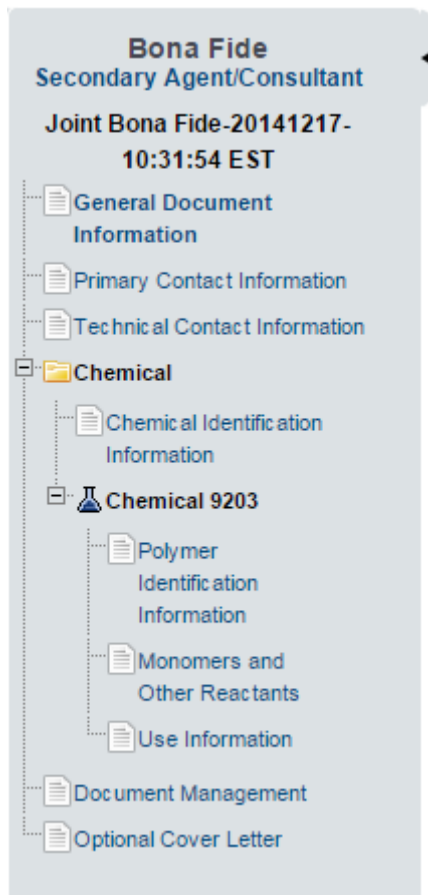 Bona Fide
Secondary Agent/Consultant
Joint Bona Fide-20141217-
10:31:54 EST
General Document
Information
Primary Contact Information
Technical Contact Information
Chemical
Chemical Identification
Information
Chemical 9203
Polymer
Identification
Information
Monomers and
Other Reactants
Use Information
Document Management
Optional Cover Letter